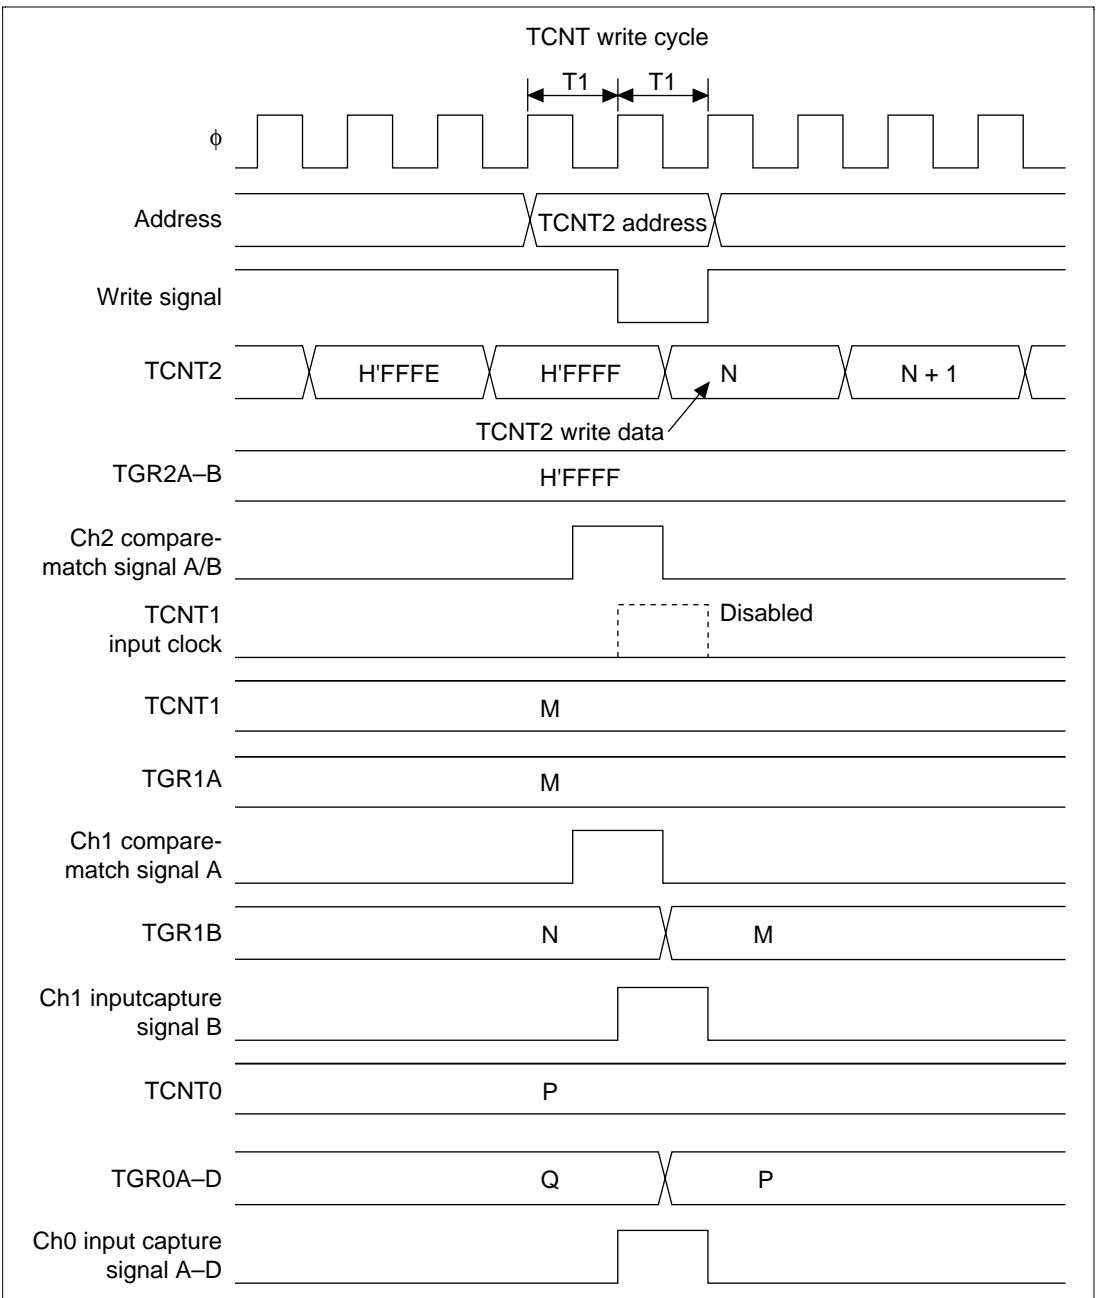 TCNT write cycle
T1 T1
ϕ
Address
TCNT2 address
Write signal
TCNT2
H'FFFE H'FFFF N N + 1
TCNT2 write data
TGR2A–B
H'FFFF
Ch2 compare-
match signal A/B
TCNT1
input clock
Disabled
TCNT1
M
TGR1A
M
Ch1 compare-
match signal A
TGR1B
N M
Ch1 inputcapture
signal B
TCNT0
P
TGR0A–D
Q P
Ch0 input capture
signal A–D